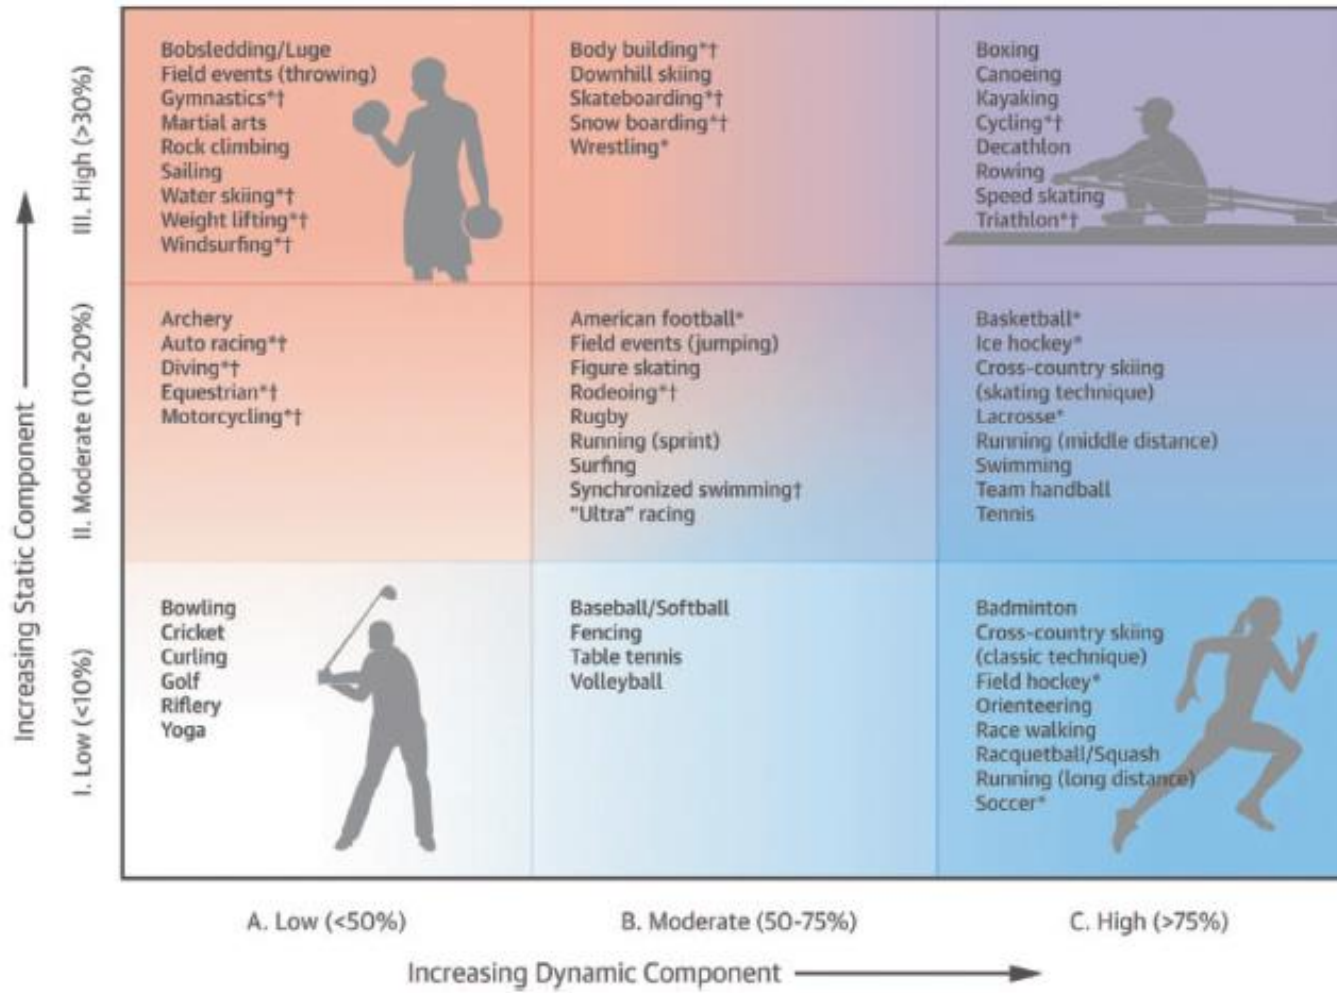 Increasing Static Component
III. High (>30%)
Bobsledding/Luge
Field events (throwing)
Gymnastics*†
Martial arts
Rock climbing
Sailing
Water skiing*†
Weight lifting*†
Windsurfing*†
Body building*†
Downhill skiing
Skateboarding*†
Snow boarding*†
Wrestling*
Boxing
Canoeing
Kayaking
Cycling*†
Decathlon
Rowing
Speed skating
Triathlon*†
II. Moderate (10-20%)
Archery
Auto racing*†
Diving*†
Equestrian*†
Motorcycling*†
American football*
Field events (jumping)
Figure skating
Rodeoing*†
Rugby
Running (sprint)
Surfing
Synchronized swimming†
"Ultra" racing
Basketball*
Ice hockey*
Cross-country skiing
(skating technique)
Lacrosse*
Running (middle distance)
Swimming
Team handball
Tennis
I. Low (<10%)
Bowling
Cricket
Curling
Golf
Riflery
Yoga
Baseball/Softball
Fencing
Table tennis
Volleyball
Badminton
Cross-country skiing
(classic technique)
Field hockey*
Orienteering
Race walking
Racquetball/Squash
Running (long distance)
Soccer*
A. Low (<50%)
B. Moderate (50-75%)
C. High (>75%)
Increasing Dynamic Component